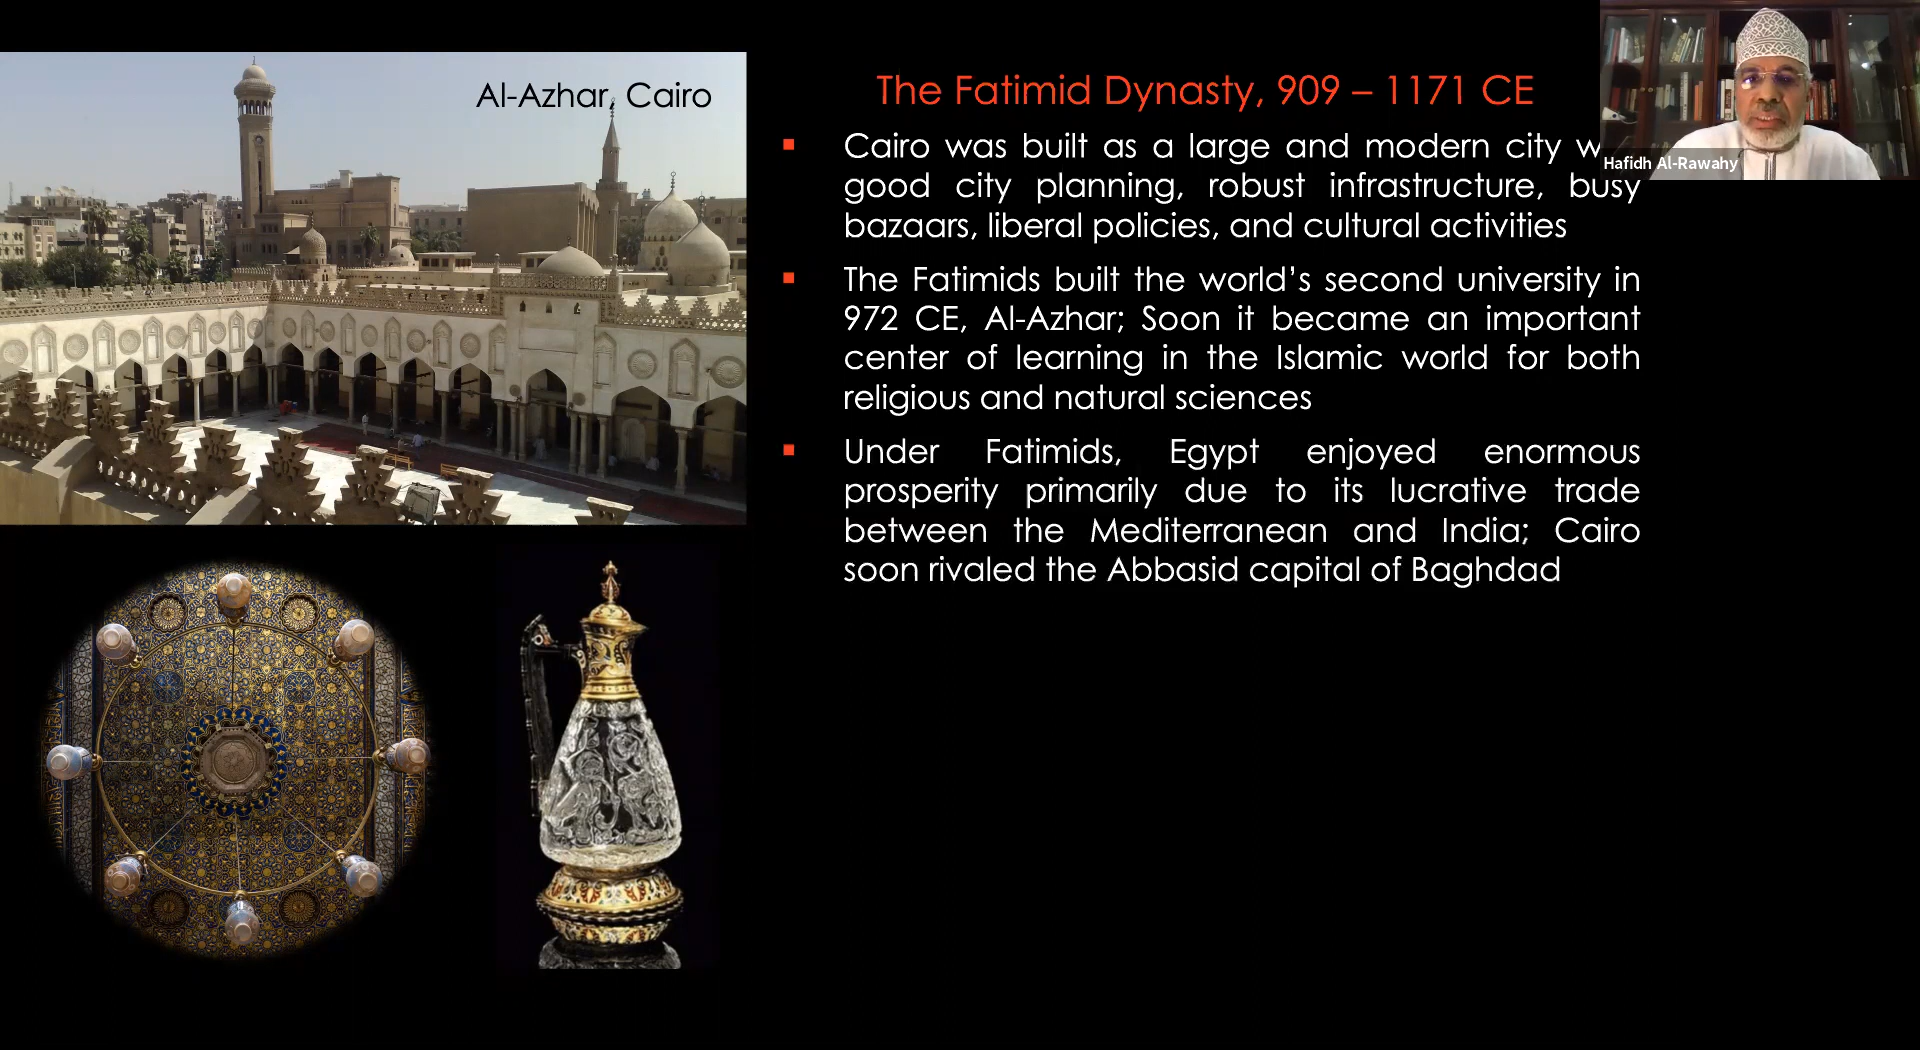 Al-Azhar, Cairo
The Fatimid Dynasty, 909 – 1171 CE
Cairo was built as a large and modern city
good city planning, robust infrastructure, busy
bazaars, liberal policies, and cultural activities
The Fatimids built the world’s second university in
972 CE, Al-Azhar; Soon it became an important
center of learning in the Islamic world for both
religious and natural sciences
Under Fatimids, Egypt enjoyed enormous
prosperity primarily due to its lucrative trade
between the Mediterranean and India; Cairo
soon rivaled the Abbasid capital of Baghdad
Hafidh Al-Rawahy